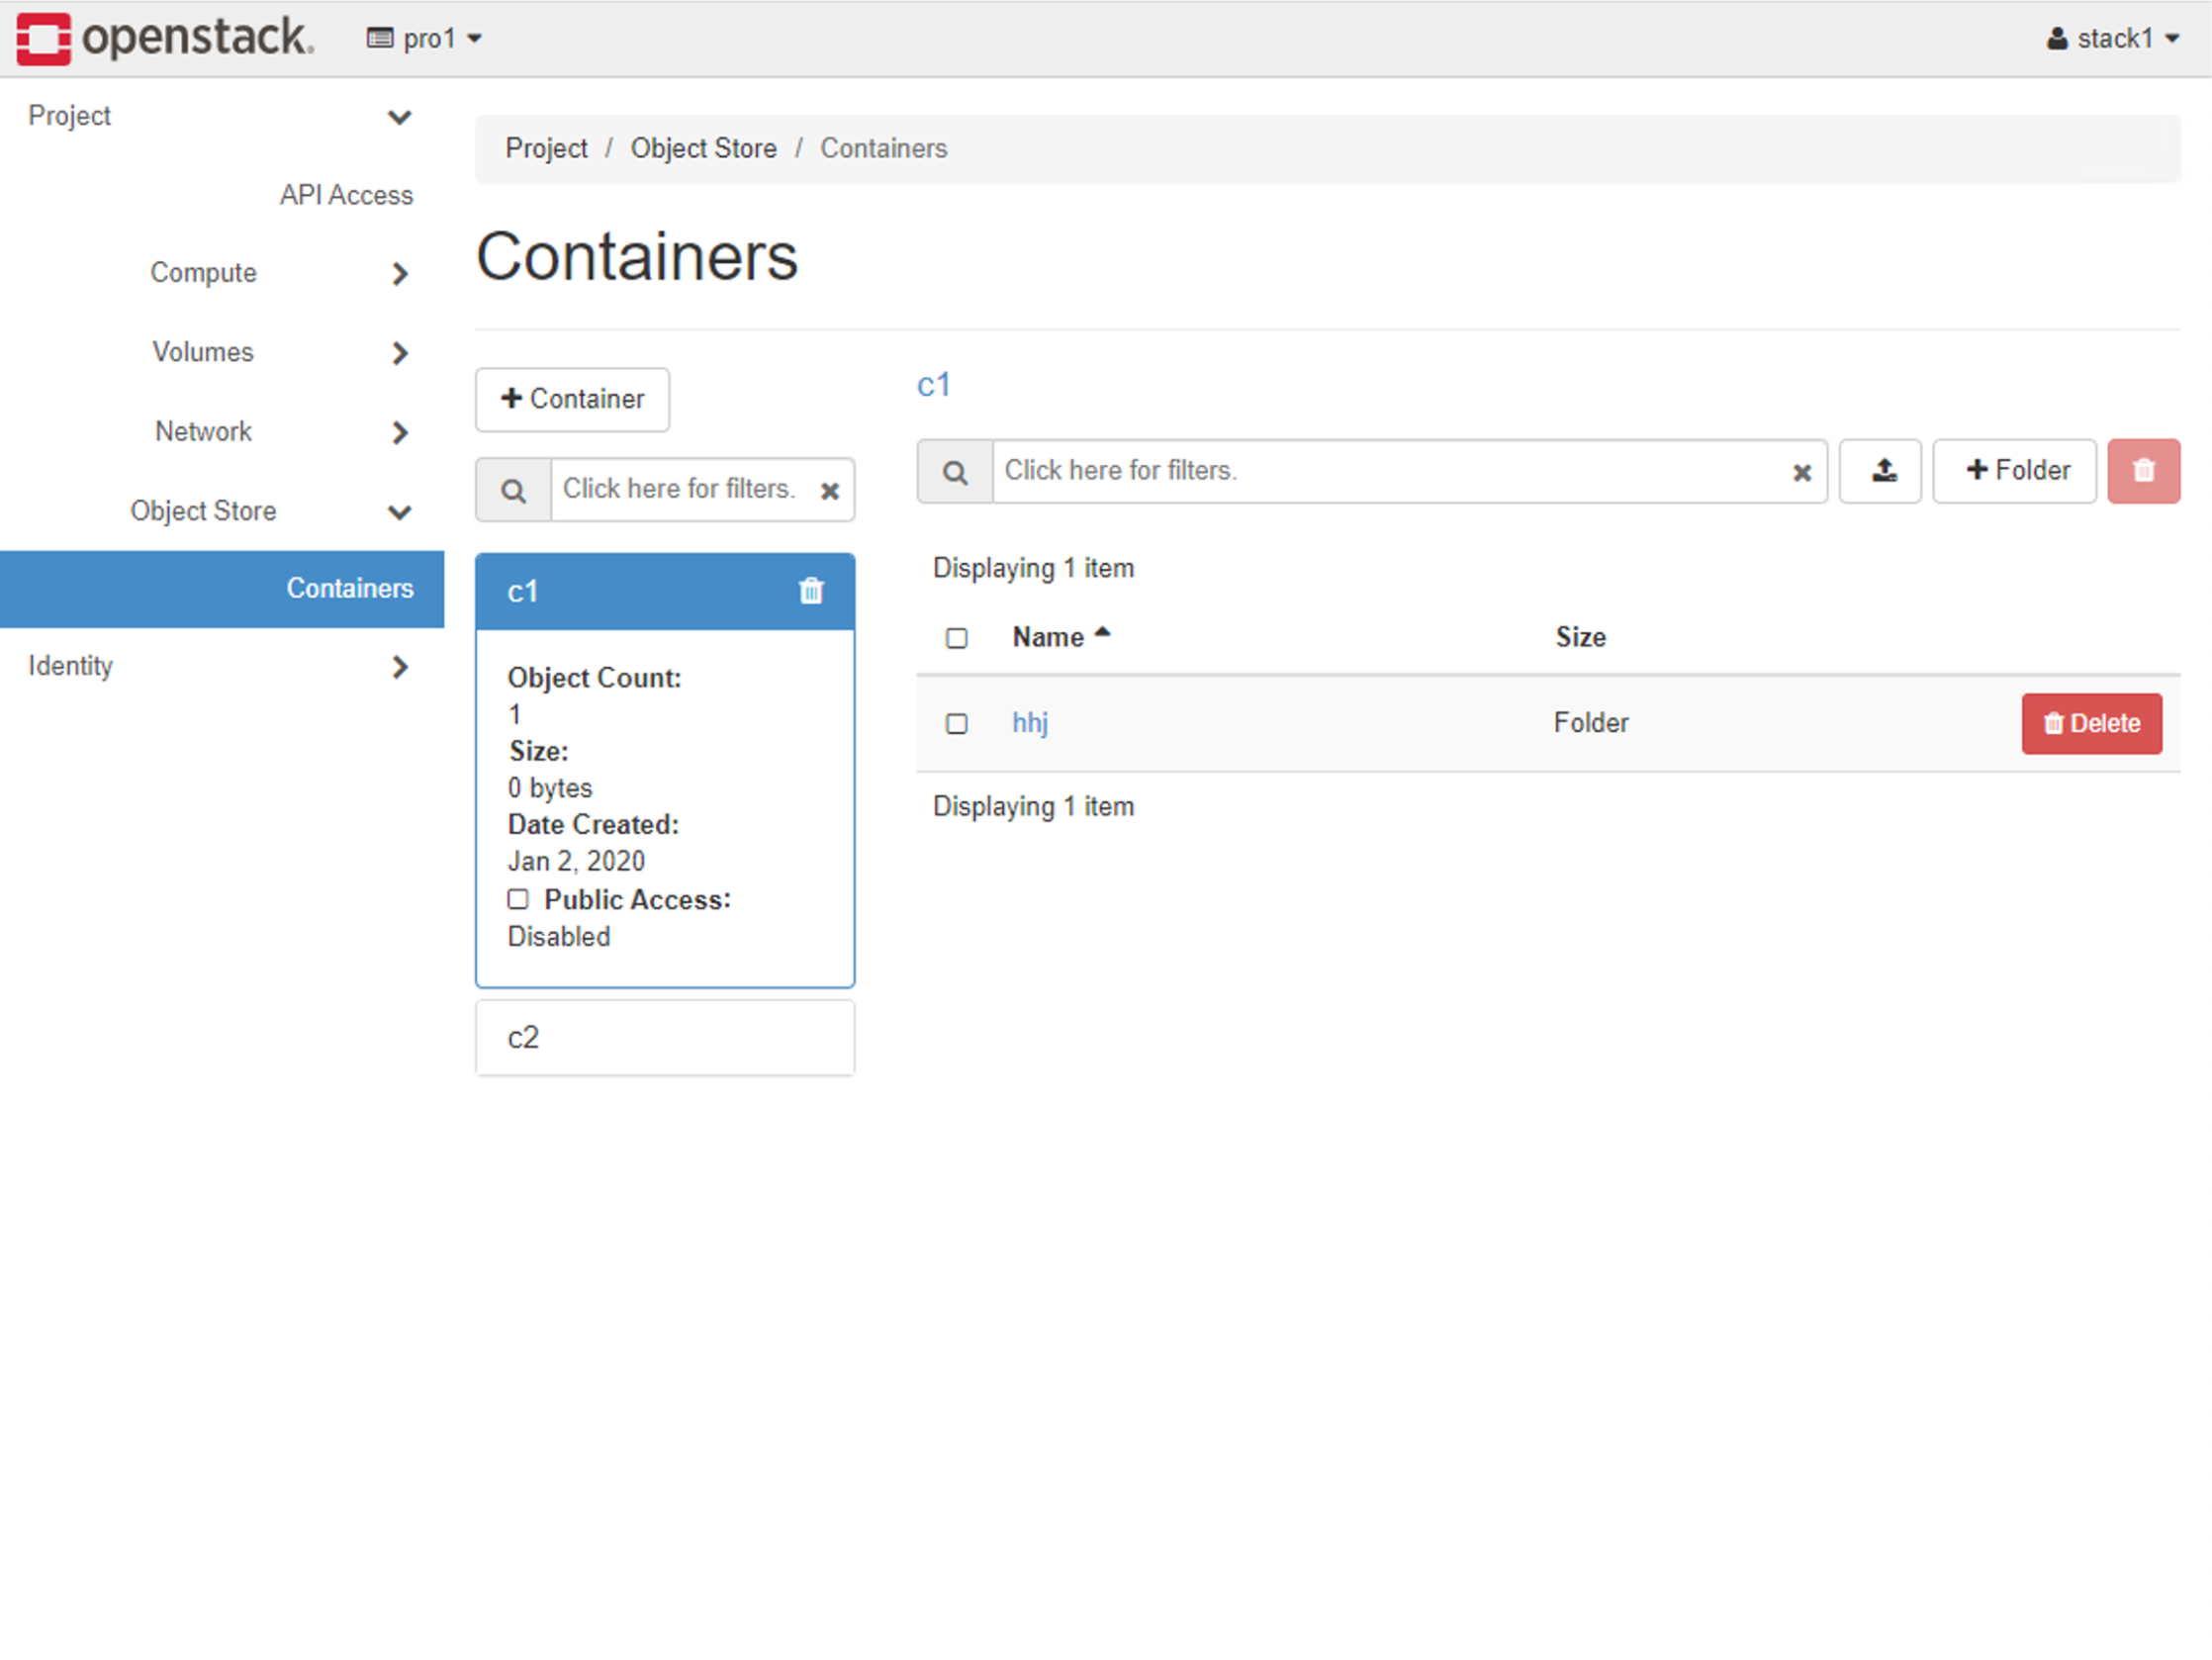 openstack. pro1 stack1
Project
API Access
Compute
Volumes
Network
Object Store
Containers
Identity
Project / Object Store / Containers
Containers
+ Container
Click here for filters.
c1
Object Count:
1
Size:
0 bytes
Date Created:
Jan 2, 2020
Public Access:
Disabled
c2
c1
Click here for filters. + Folder
Displaying 1 item
Name Size
hhj Folder Delete
Displaying 1 item